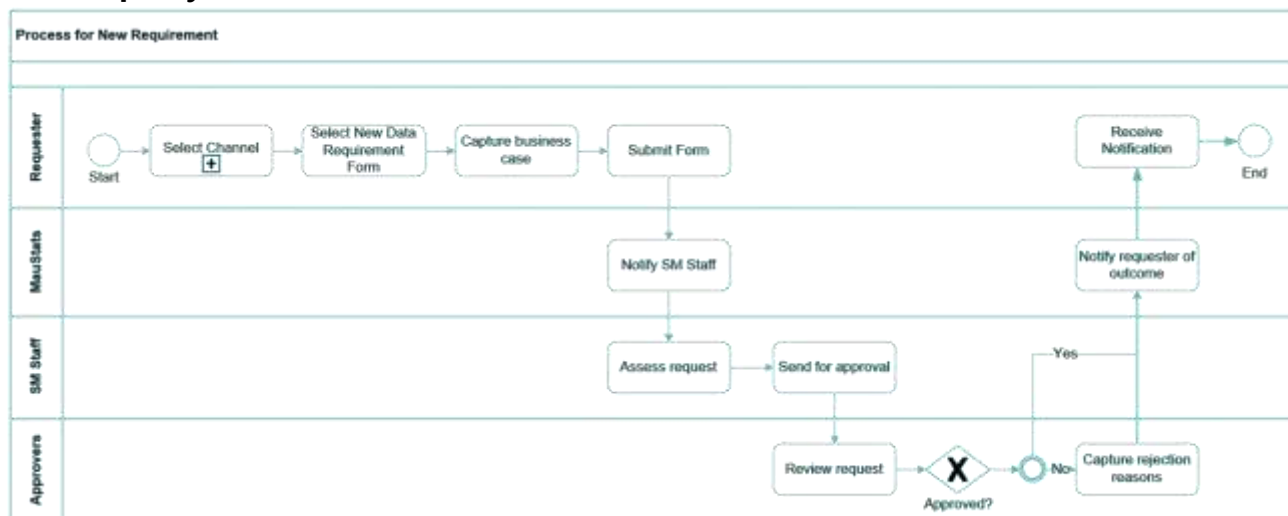 Process for New Requirement
Requester
Start
Select Channel
Select New Data
Requirement
Form
Capture business
case
Submit Form
Receive
Notification
End
MauStats
Notify SM Staff
Notify requester of
outcome
SM Staff
Assess request
Send for approval
Yes
Approvers
Review request
X
Approved?
No
Capture rejection
reasons